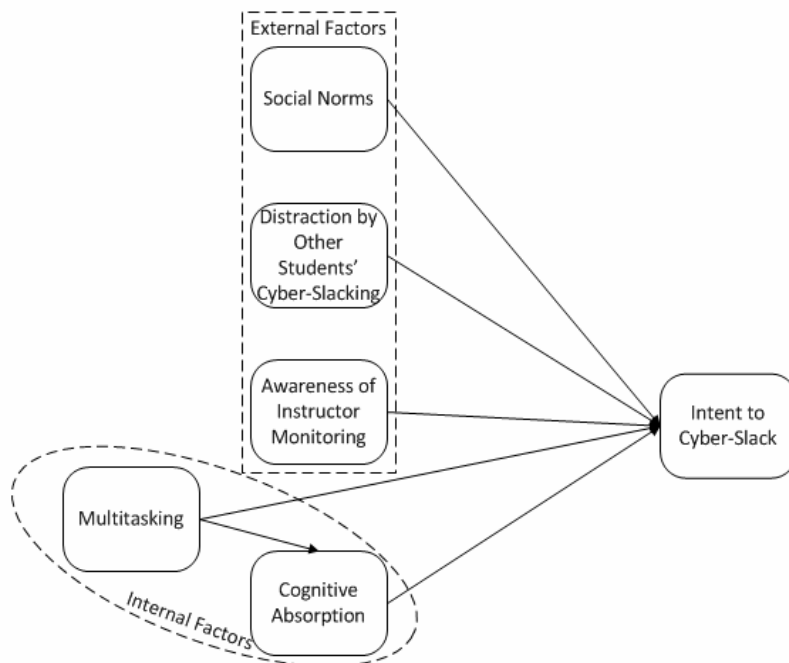 External Factors
Social Norms
Distraction by
Other
Students’
Cyber-Slacking
Awareness of
Instructor
Monitoring
Intent to
Cyber-Slack
Multitasking
Cognitive
Absorption
Internal Factors